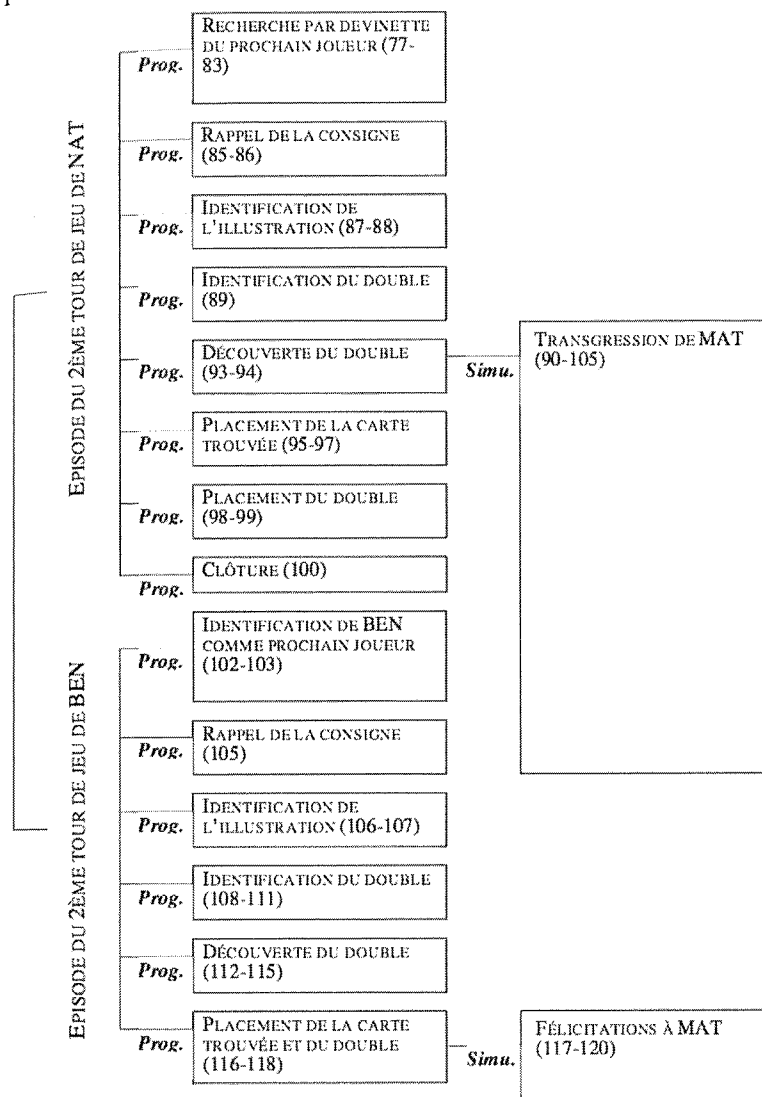 RECHERCHE PAR DEVINETTE
DU PROCHAIN JOUEUR (77-
83)
Prog.
RAPPEL DE LA CONSIGNE
(85-86)
Prog.
IDENTIFICATION DE
L'ILLUSTRATION (87-88)
Prog.
IDENTIFICATION DU DOUBLE
(89)
Prog.
DÉCOUVERTE DU DOUBLE
(93-94)
Prog.
Simu.
TRANSGRESSION DE MAT
(90-105)
PLACEMENT DE LA CARTE
TROUVÉE (95-97)
Prog.
PLACEMENT DU DOUBLE
(98-99)
Prog.
CLÔTURE (100)
Prog.
EPISODE DU 2ÈME TOUR DE JEU DE NAT
IDENTIFICATION DE BEN
COMME PROCHAIN JOUEUR
(102-103)
Prog.
RAPPEL DE LA CONSIGNE
(105)
Prog.
IDENTIFICATION DE
L'ILLUSTRATION (106-107)
Prog.
IDENTIFICATION DU DOUBLE
(108-111)
Prog.
DÉCOUVERTE DU DOUBLE
(112-115)
Prog.
PLACEMENT DE LA CARTE
TROUVÉE ET DU DOUBLE
(116-118)
Prog.
Simu.
FÉLICITATIONS À MAT
(117-120)
EPISODE DU 2ÈME TOUR DE JEU DE BEN